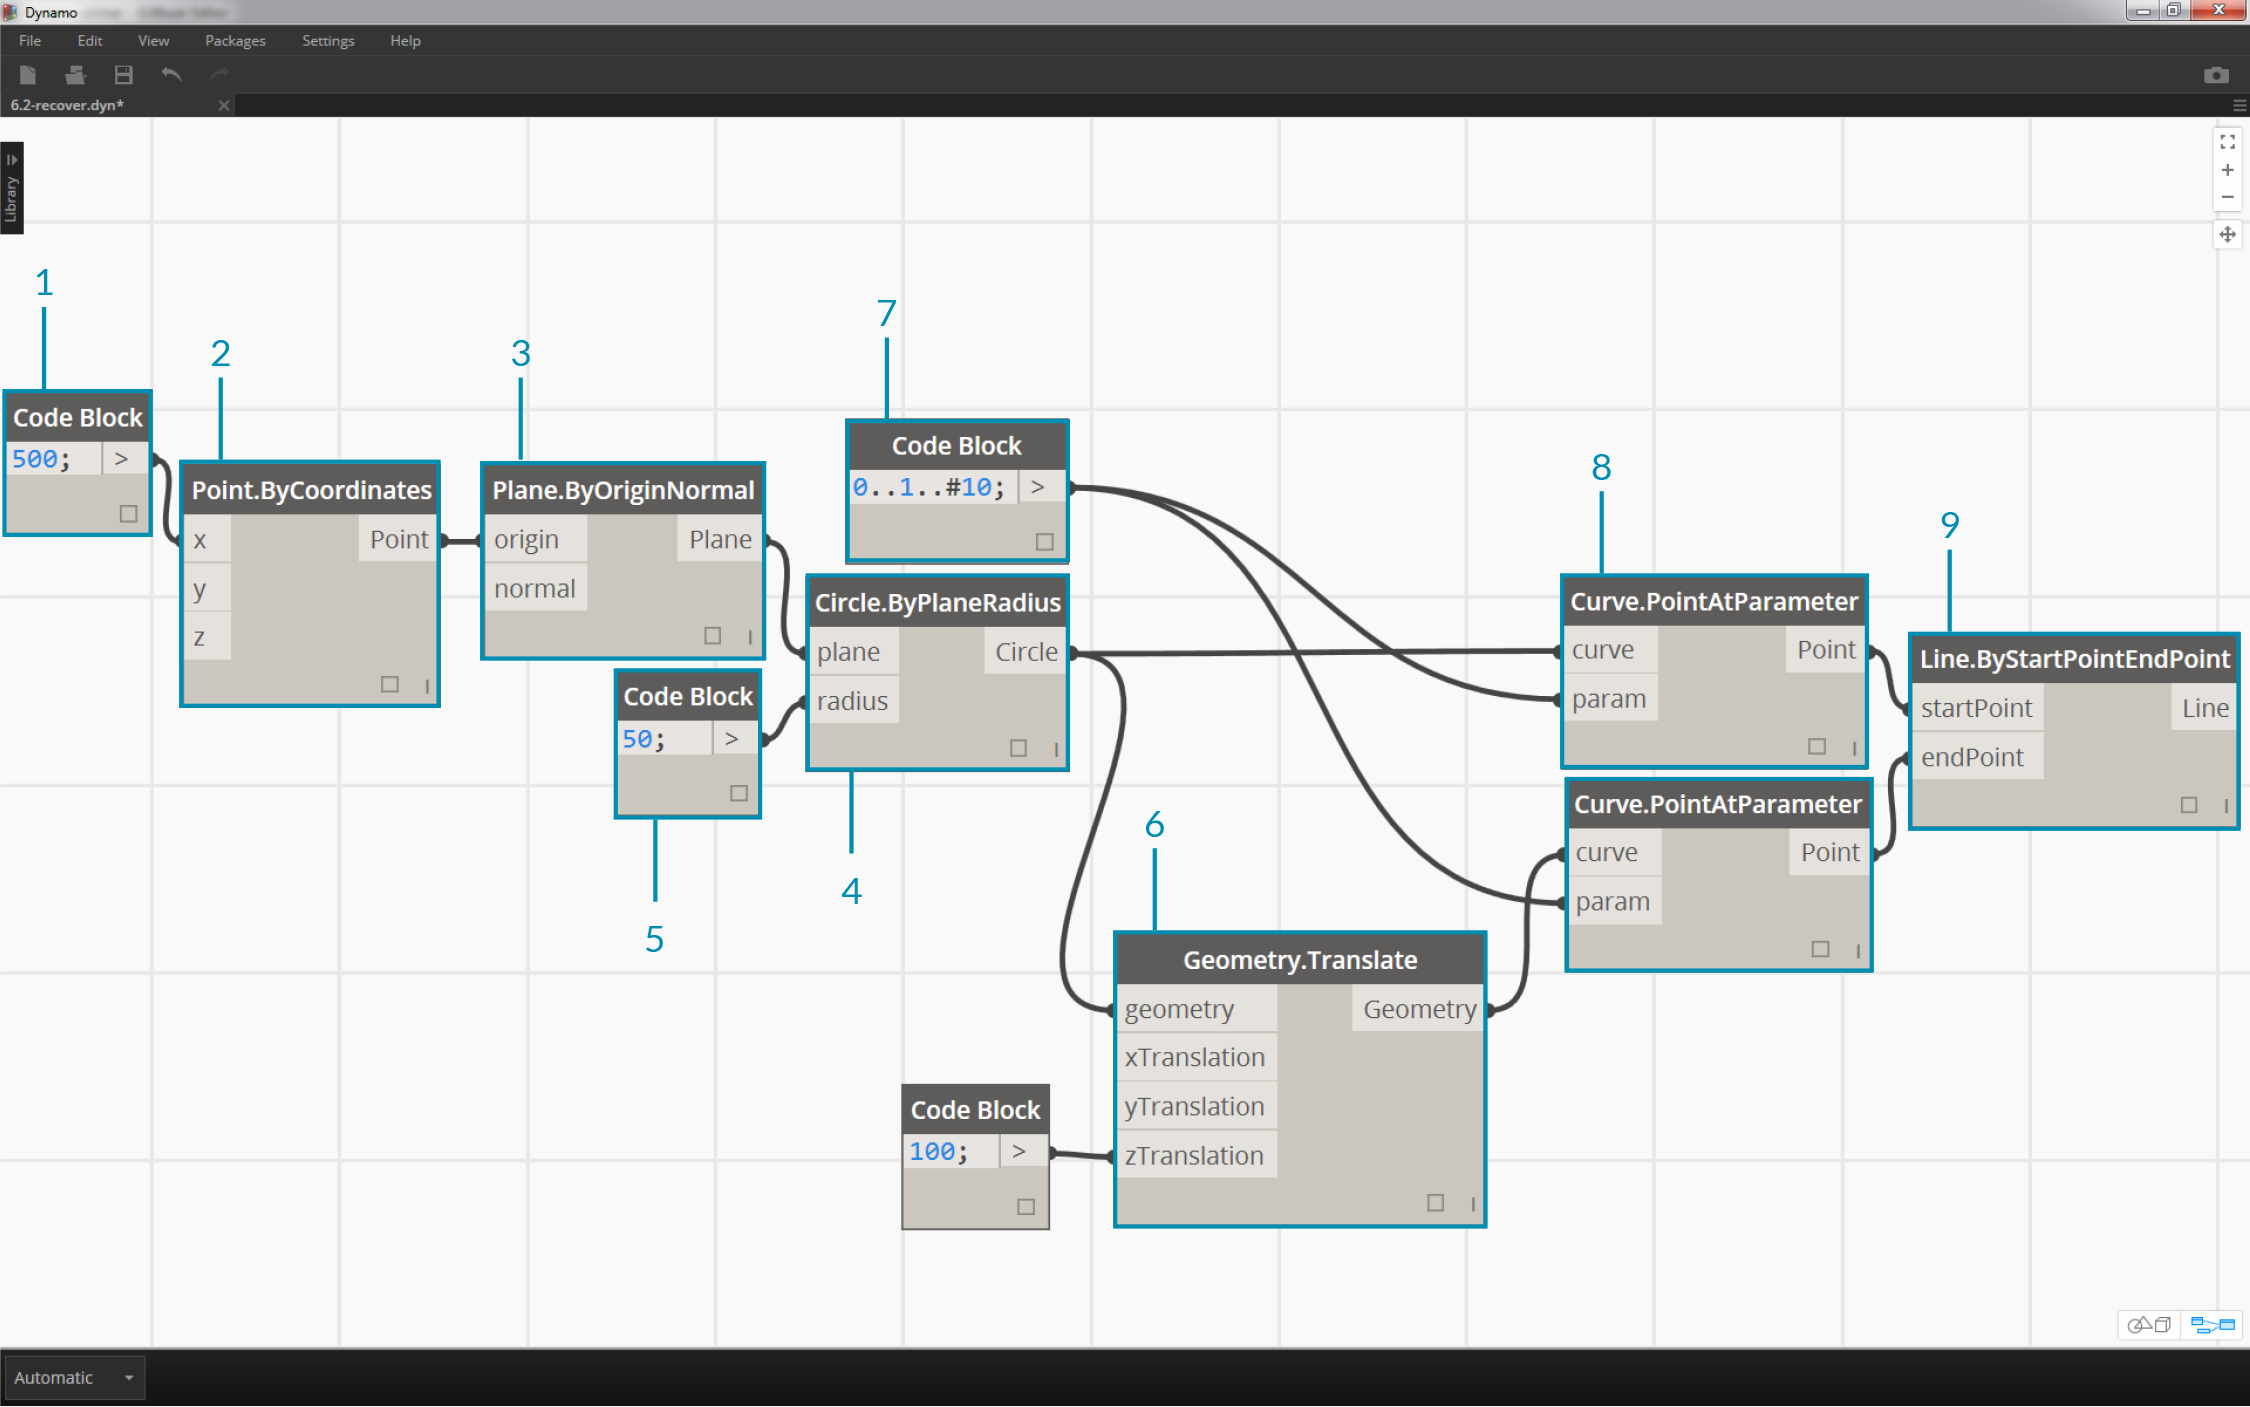 Dynamo
File Edit View Packages Settings Help
6.2-recover.dyn*
Library
1
Code Block
500; >
2
Point.ByCoordinates
x Point
y
z
3
Plane.ByOriginNormal
origin Plane
normal
7
Code Block
0..1..#10; >
Circle.ByPlaneRadius
plane Circle
radius
4
Code Block
50; >
5
8
Curve.PointAtParameter
curve Point
param
Curve.PointAtParameter
curve Point
param
9
Line.ByStartPointEndPoint
startPoint Line
endPoint
6
Geometry.Translate
geometry Geometry
xTranslation
yTranslation
zTranslation
Code Block
100; >
Automatic